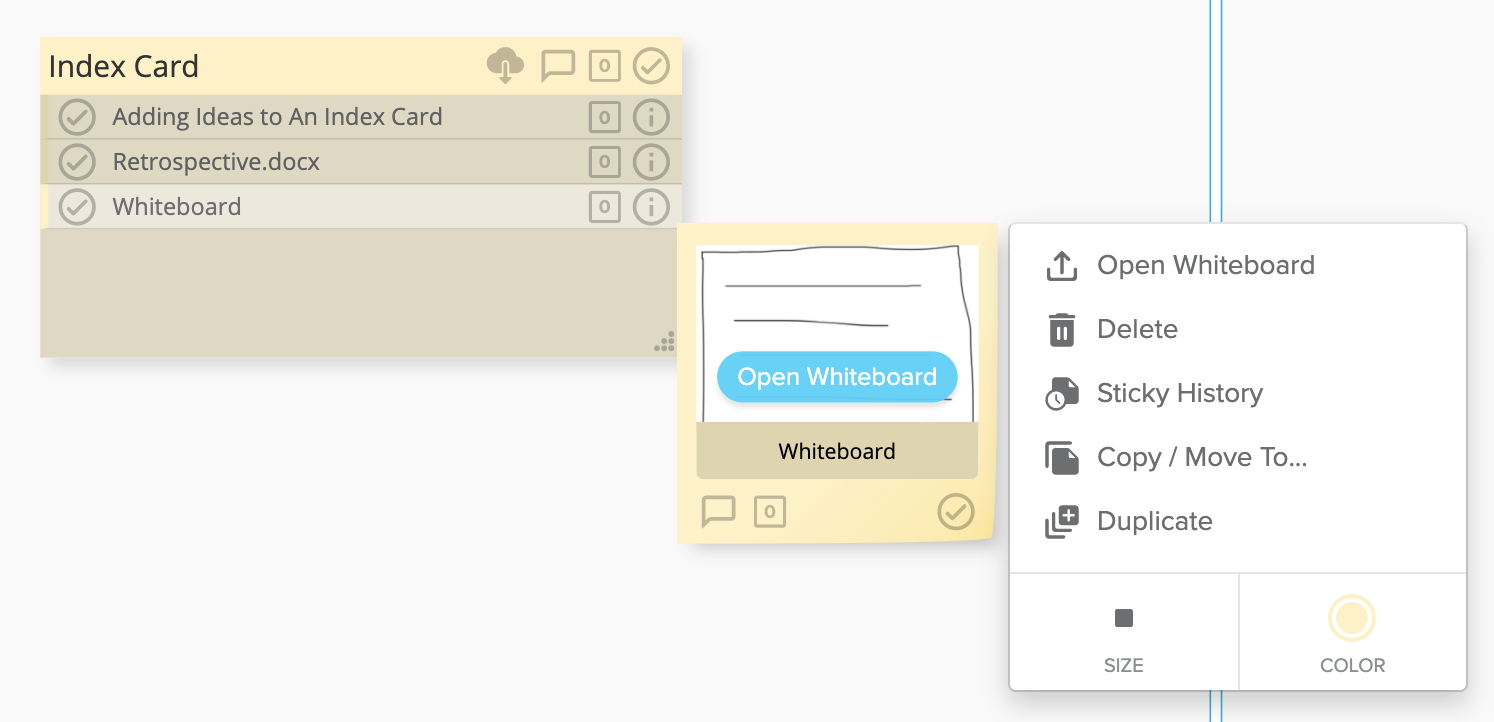 Index Card
0
Adding Ideas to An Index Card
0
Retrospective.docx
0
Whiteboard
0
Open Whiteboard
Whiteboard
0
Open Whiteboard
Delete
Sticky History
Copy / Move To...
Duplicate
SIZE
COLOR